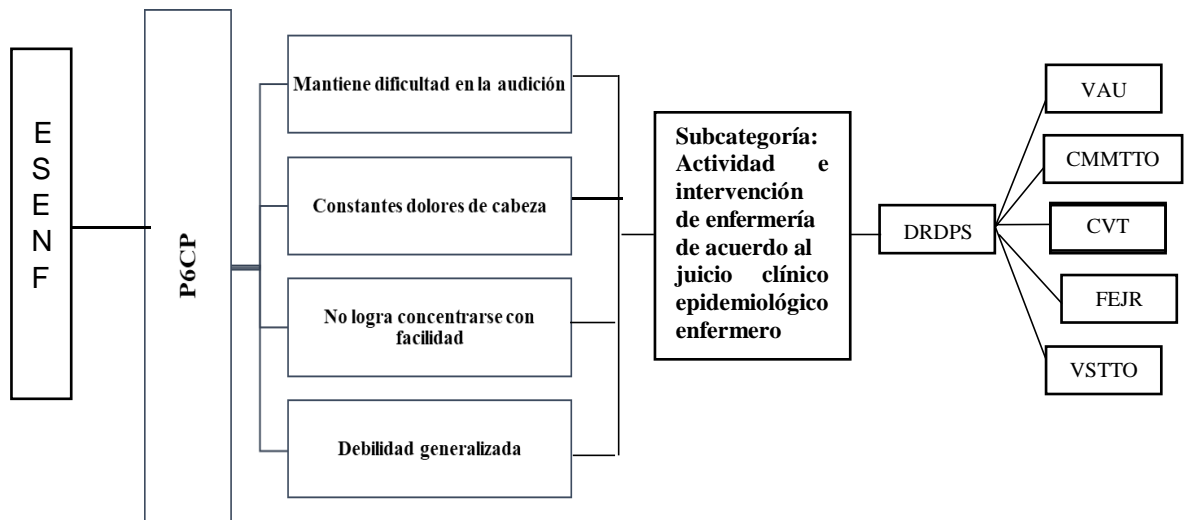 E
S
E
N
F
P6CP
Mantiene dificultad en la audición
Constantes dolores de cabeza
No logra concentrarse con
facilidad
Debilidad generalizada
Subcategoría:
Actividad e
intervención
de enfermería
de acuerdo al
juicio clínico
epidemiológico
enfermero
DRDPS
VAU
CMMTTO
CVT
FEJR
VSTTO